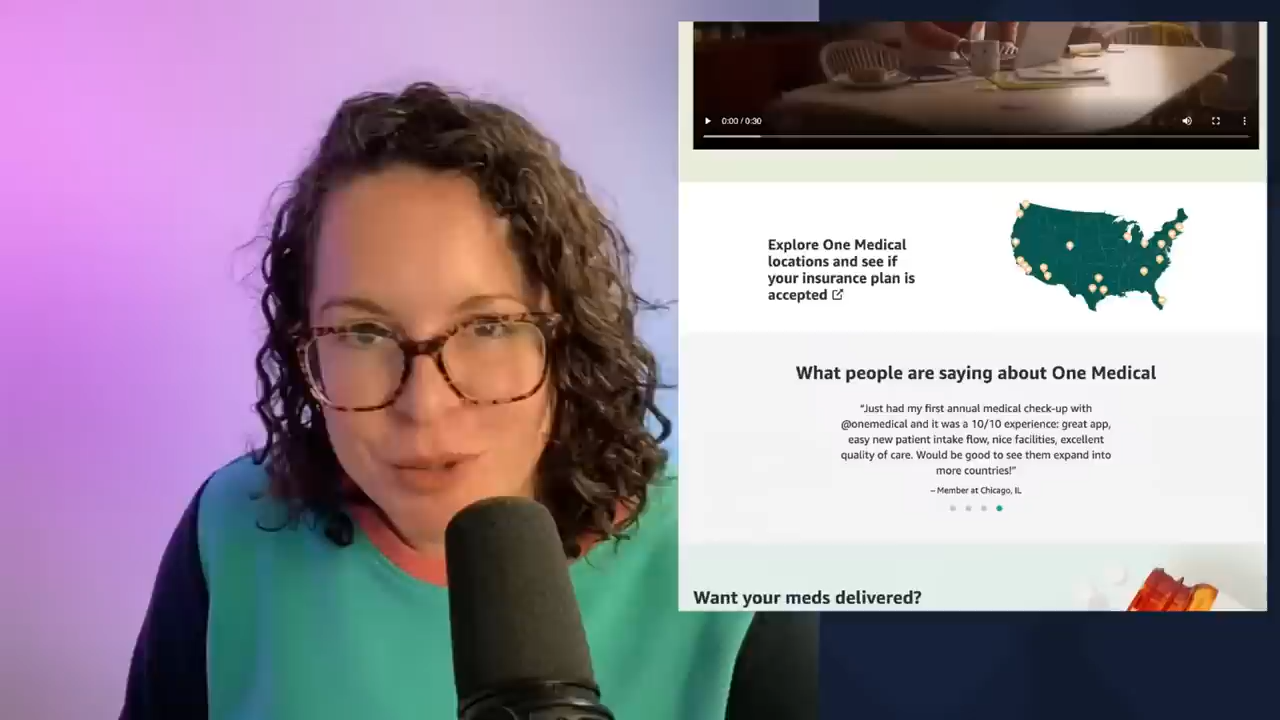 0:00 / 0:30
Explore One Medical
locations and see if
your insurance plan is
accepted
What people are saying about One Medical
“Just had my first annual medical check-up with
@onemedical and it was a 10/10 experience: great app,
easy new patient intake flow, nice facilities, excellent
quality of care. Would be good to see them expand into
more countries!”
– Member at Chicago, IL
Want your meds delivered?